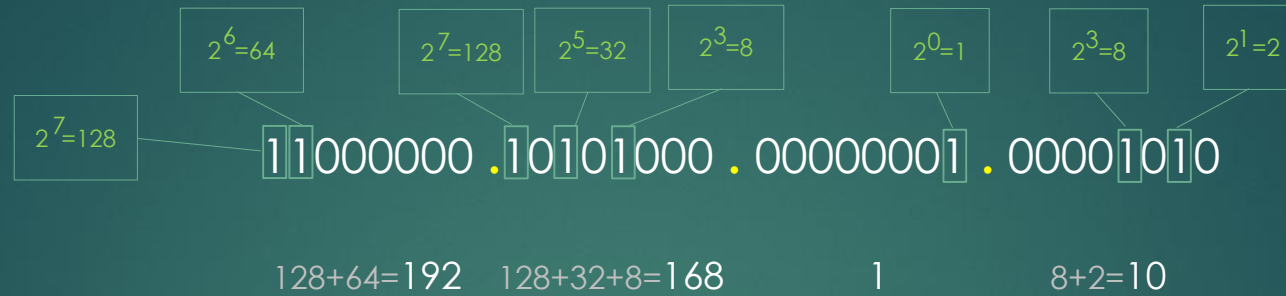 2^6=64 2^7=128 2^5=32 2^3=8 2^0=1 2^3=8 2^1=2
2^7=128
11000000 .10101000 . 00000001 . 00001010
128+64=192 128+32+8=168 1 8+2=10